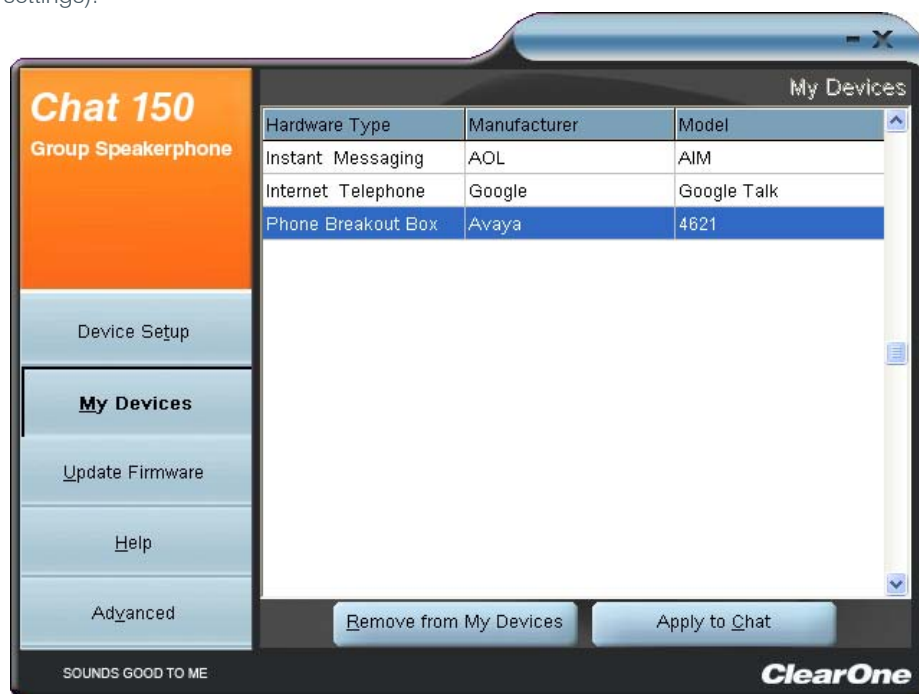 settings).
- X
My Devices
Chat 150
Group Speakerphone
Hardware Type Manufacturer Model
Instant Messaging AOL AIM
Internet Telephone Google Google Talk
Phone Breakout Box Avaya 4621
Device Setup
My Devices
Update Firmware
Help
Advanced
Remove from My Devices Apply to Chat
SOUNDS GOOD TO ME
ClearOne